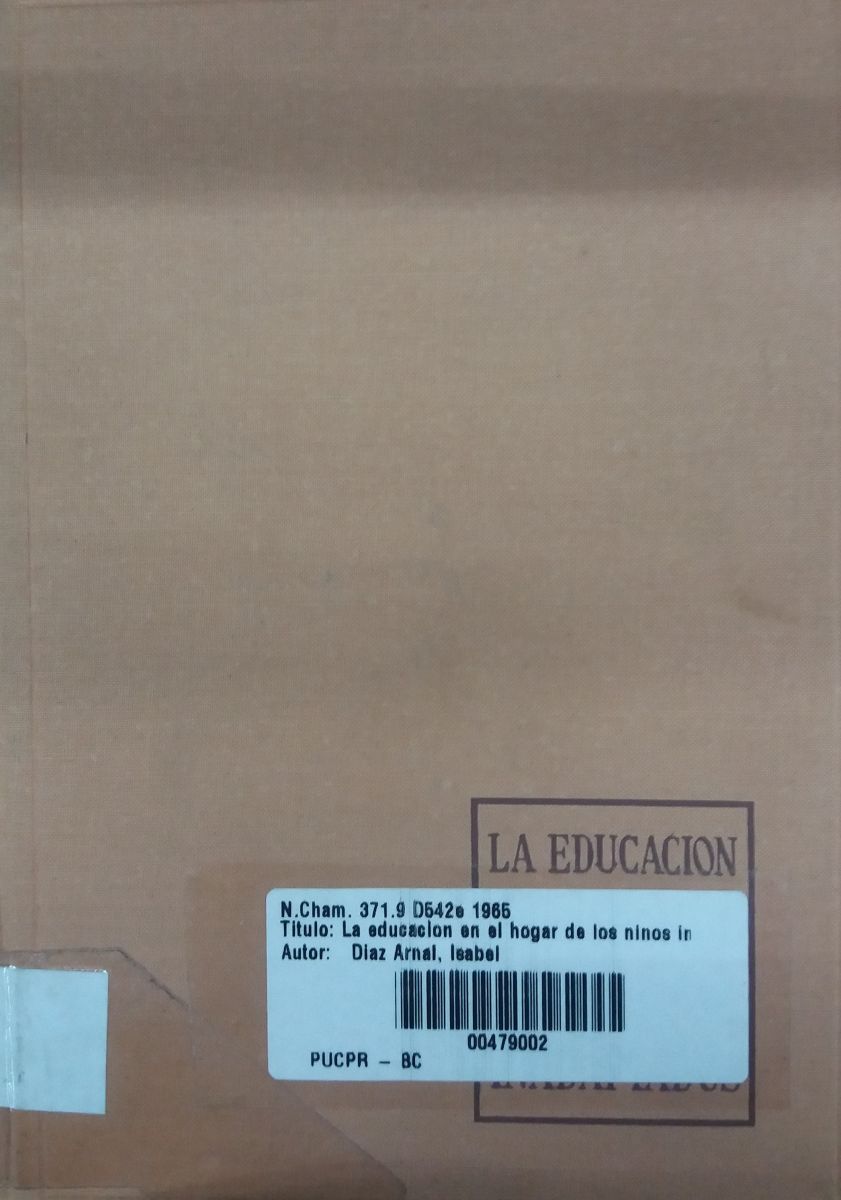 LA EDUCACION
N.Cham. 371.9 D542e 1965
Titulo: La educacion en el hogar de los ninos in
Autor: Diaz Arnal, Isabel
00479002
PUCPR - BC
INADAPTADOS